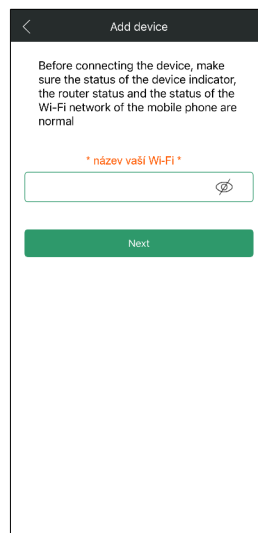 Add device
Before connecting the device, make
sure the status of the device indicator,
the router status and the status of the
Wi-Fi network of the mobile phone are
normal
* název vaší Wi-Fi *
Next